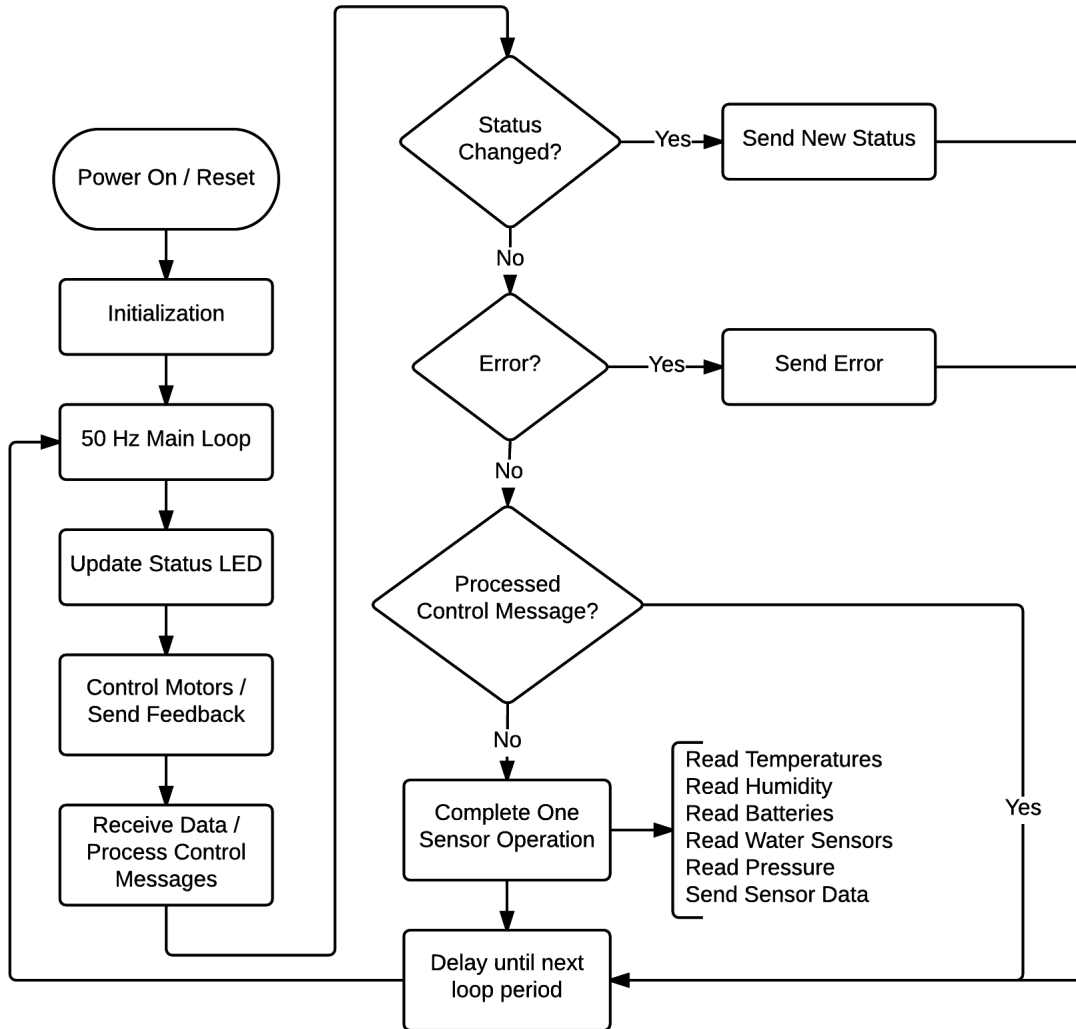 Power On / Reset
Initialization
50 Hz Main Loop
Update Status LED
Control Motors /
Send Feedback
Receive Data /
Process Control
Messages
Status
Changed?
Yes
Send New Status
No
Error?
Yes
Send Error
No
Processed
Control Message?
Yes
No
Complete One
Sensor Operation
Read Temperatures
Read Humidity
Read Batteries
Read Water Sensors
Read Pressure
Send Sensor Data
Delay until next
loop period